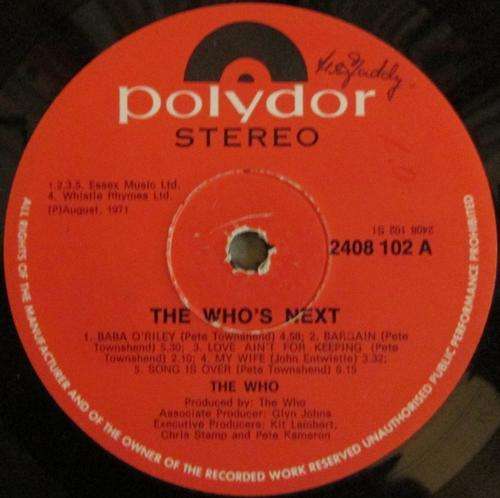 polydor
STEREO
1 2.3.5. Essex Music Ltd.
4. Whistle Rhymes Ltd.
(P)August, 1971
2408 102 S1
2408 102 A
THE WHO'S NEXT
1. BABA O'RILEY (Pete Townshend) 4.58; 2. BARGAIN (Pete
Townshend) 5.30; 3. LOVE AIN'T FOR KEEPING (Pete
Townshend) 2.10; 4. MY WIFE (John Entwistle) 3.32;
5. SONG IS OVER (Pete Townshend) 6.15
THE WHO
Produced by: The Who
Associate Producer: Glyn Johns
Executive Producers: Kit Lambert,
Chris Stamp and Pete Kameron
ALL RIGHTS OF THE MANUFACTURER AND OF THE OWNER OF THE RECORDED WORK RESERVED UNAUTHORISED PUBLIC PERFORMANCE PROHIBITED